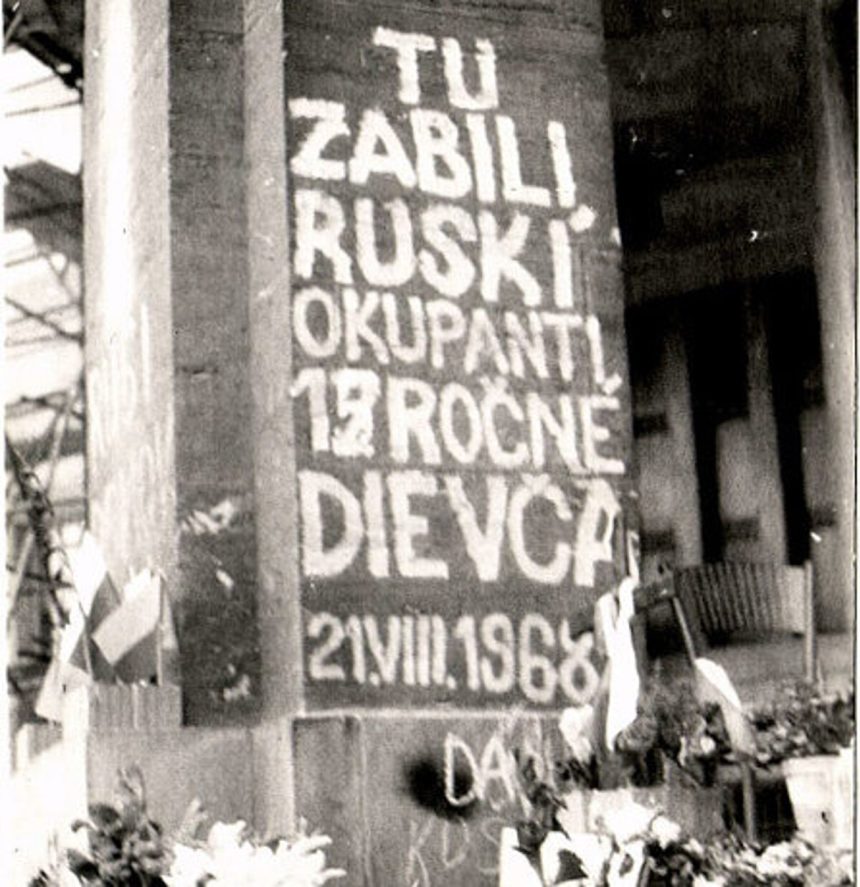 TU
ZABILI
RUSKÍ
OKUPANTI
ROČNÉ
DIEVČA
21.VIII.1968